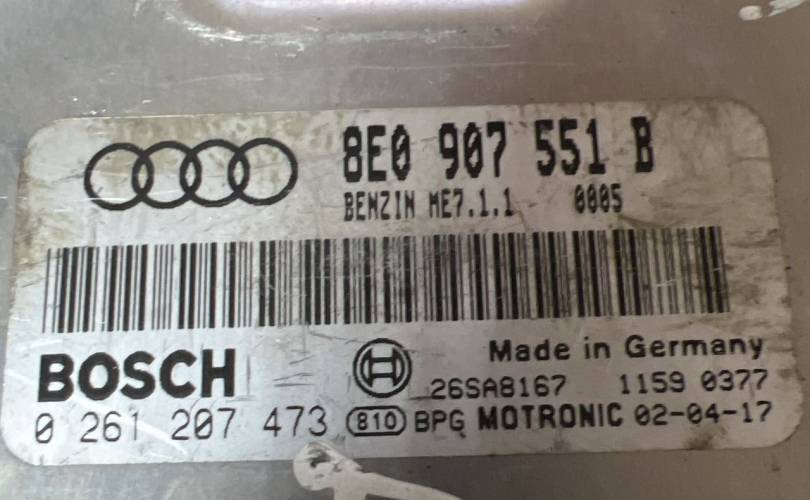 8E0 907 551 B
BENZIN ME7.1.1 0005
BOSCH
Made in Germany
26SA8167 1159 0377
0 261 207 473 810 BPG MOTRONIC 02-04-17